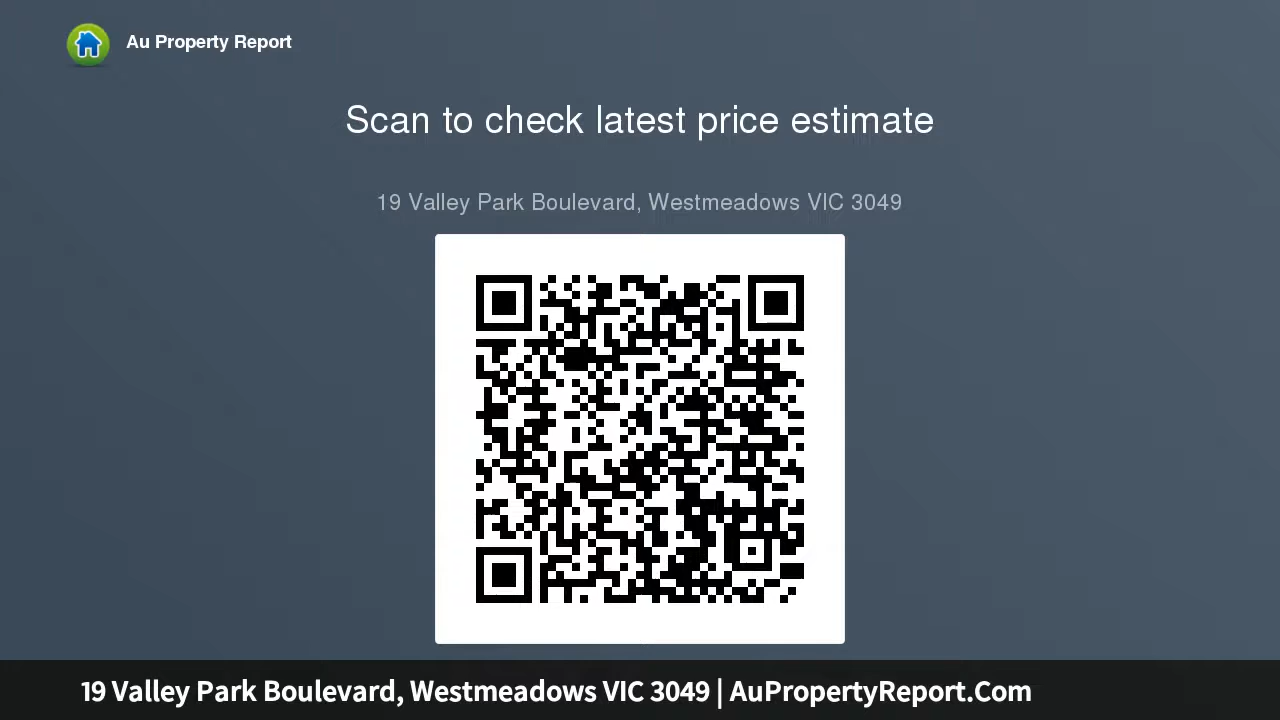 Au Property Report
Scan to check latest price estimate
19 Valley Park Boulevard, Westmeadows VIC 3049
19 Valley Park Boulevard, Westmeadows VIC 3049 | AuPropertyReport.Com